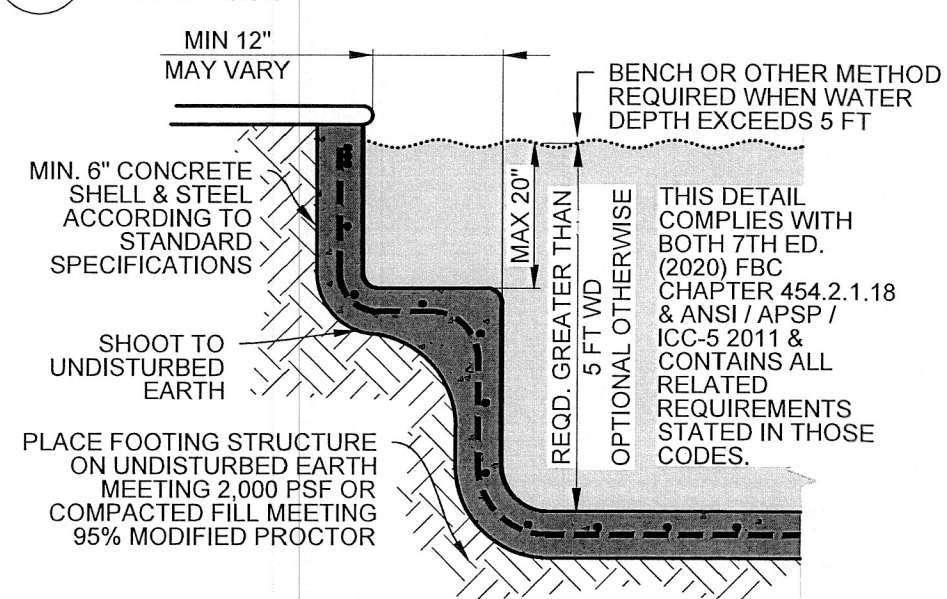 MIN 12"
MAY VARY
BENCH OR OTHER METHOD
REQUIRED WHEN WATER
DEPTH EXCEEDS 5 FT
MIN. 6" CONCRETE
SHELL & STEEL
ACCORDING TO
STANDARD
SPECIFICATIONS
MAX 20"
REQD. GREATER THAN
5 FT WD
OPTIONAL OTHERWISE
THIS DETAIL
COMPLIES WITH
BOTH 7TH ED.
(2020) FBC
CHAPTER 454.2.1.18
& ANSI / APSP /
ICC-5 2011 &
CONTAINS ALL
RELATED
REQUIREMENTS
STATED IN THOSE
CODES.
SHOOT TO
UNDISTURBED
EARTH
PLACE FOOTING STRUCTURE
ON UNDISTURBED EARTH
MEETING 2,000 PSF OR
COMPACTED FILL MEETING
95% MODIFIED PROCTOR